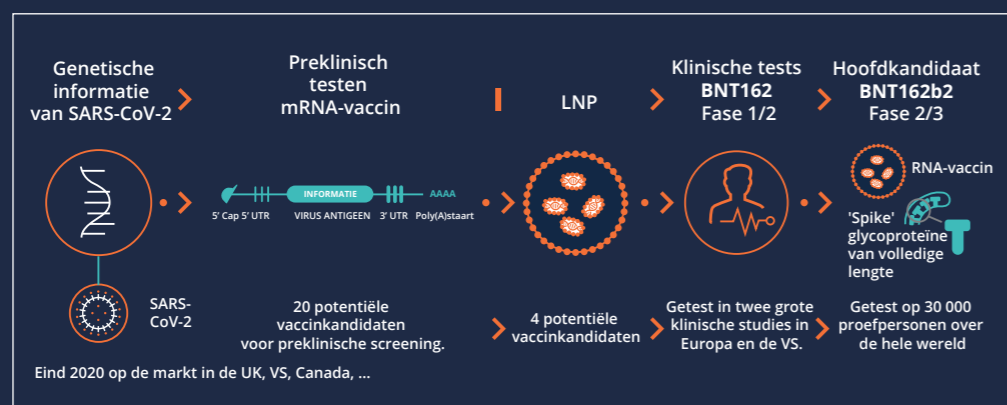 Genetische
informatie
van SARS-CoV-2
Preklinisch
testen
mRNA-vaccin
LNP
Klinische tests
BNT162
Fase 1/2
Hoofdkandidaat
BNT162b2
Fase 2/3
INFORMATIE
AAAA
5' Cap 5' UTR
VIRUS ANTIGEEN
3' UTR
Poly(A)staart
RNA-vaccin
'Spike'
glycoproteïne
van volledige
lengte
SARS-
CoV-2
20 potentiële
vaccinkandidaten
voor preklinische screening.
4 potentiële
vaccinkandidaten
Getest in twee grote
klinische studies in
Europa en de VS.
Getest op 30 000
proefpersonen over
de hele wereld
Eind 2020 op de markt in de UK, VS, Canada, ...